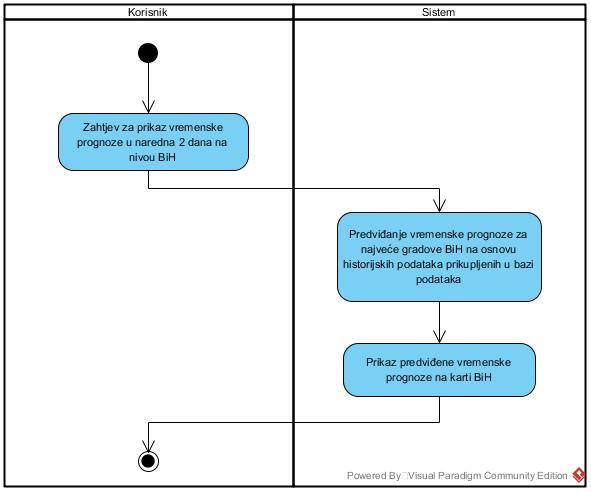 Korisnik
Sistem
Zahtjev za prikaz vremenske
prognoze u naredna 2 dana na
nivou BiH
Predviđanje vremenske prognoze za
najveće gradove BiH na osnovu
historijskih podataka prikupljenih u bazi
podataka
Prikaz predviđene vremenske
prognoze na karti BiH
Powered By Visual Paradigm Community Edition